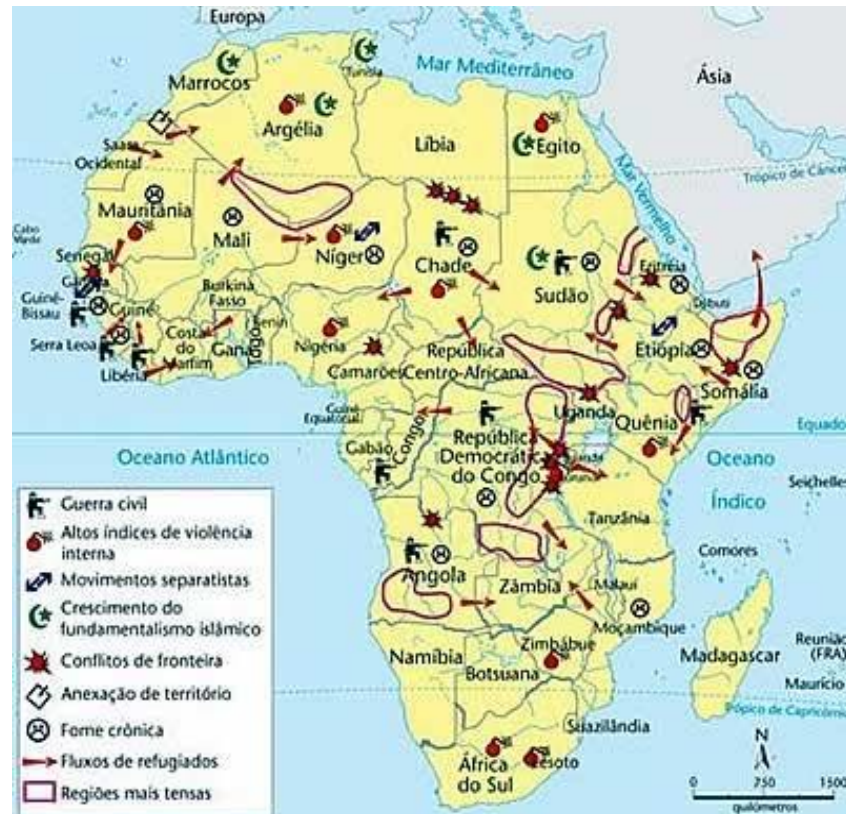 Europa
Mar Mediterrâneo
Ásia
Marrocos
Tunísia
Argélia
Líbia
Egito
Saara
Ocidental
Trópico de Cânce
Mar Vermelho
Cabo
Verde
Mauritânia
Mali
Níger
Chade
Sudão
Eritréia
Djibuti
Senegal
Guiné-
Bissau
Guiné
Burkina
Fasso
Benin
Nigéria
Serra Leoa
Costa
do
Marfim
Gana
Togo
Libéria
Camarões
República
Centro-Africana
Etiópia
Somália
Guiné
Equatorial
Uganda
Quênia
Equador
Gabão
Congo
República
Democrática
do Congo
Oceano Atlântico
Oceano
Índico
Seichelles
Tanzânia
Comores
Angola
Zâmbia
Malaui
Moçambique
Zimbábue
Namíbia
Botsuana
Madagascar
Reunião
(FRA)
Maurício
Trópico de Capricórnio
Suazilândia
África
do Sul
Lesoto
N
0 750 1500
quilómetros
Guerra civil
Altos índices de violência
interna
Movimentos separatistas
Crescimento do
fundamentalismo islâmico
Conflitos de fronteira
Anexação de território
Fome crônica
Fluxos de refugiados
Regiões mais tensas